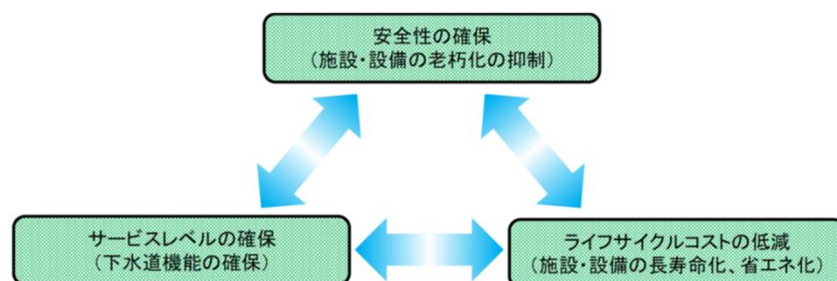 安全性の確保
(施設・設備の老朽化の抑制)
サービスレベルの確保
(下水道機能の確保)
ライフサイクルコストの低減
(施設・設備の長寿命化、省エネ化)